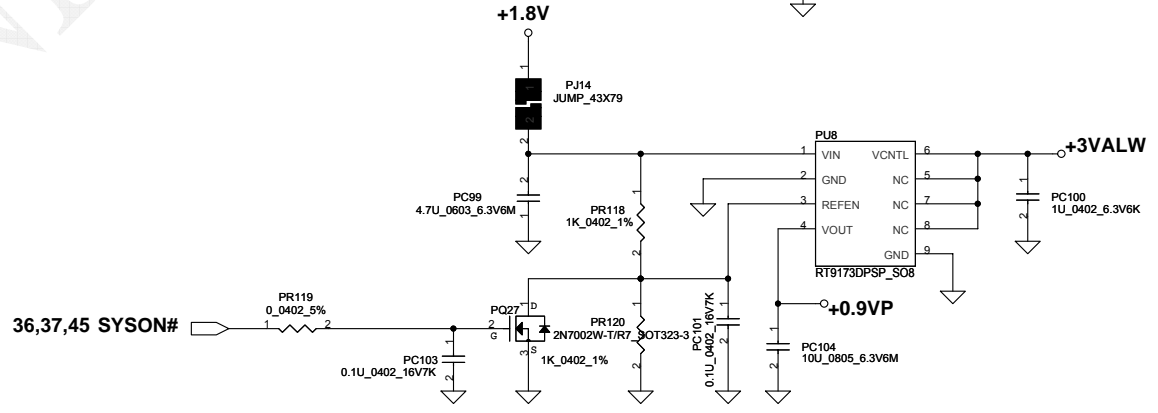 +1.8V
1
PJ14
JUMP_43X79
1
2
2
PU8
1 VIN VCNTL 6
2 GND NC 5
3 REFEN NC 7
4 VOUT NC 8
GND 9
RT9173DPSP_SO8
+3VALW
1
PC100
1U_0402_6.3V6K
2
2
PC99
4.7U_0603_6.3V6M
1
1
PR118
1K_0402_1%
2
PR119
0_0402_5%
36,37,45 SYSON#
1 2
1
PC103
0.1U_0402_16V7K
2
PQ27
1 D
2
G
S
3
2N7002W-T/R7_SOT323-3
1
PR120
1K_0402_1%
2
PC101
0.1U_0402_16V7K
1
2
+0.9VP
1
PC104
10U_0805_6.3V6M
2